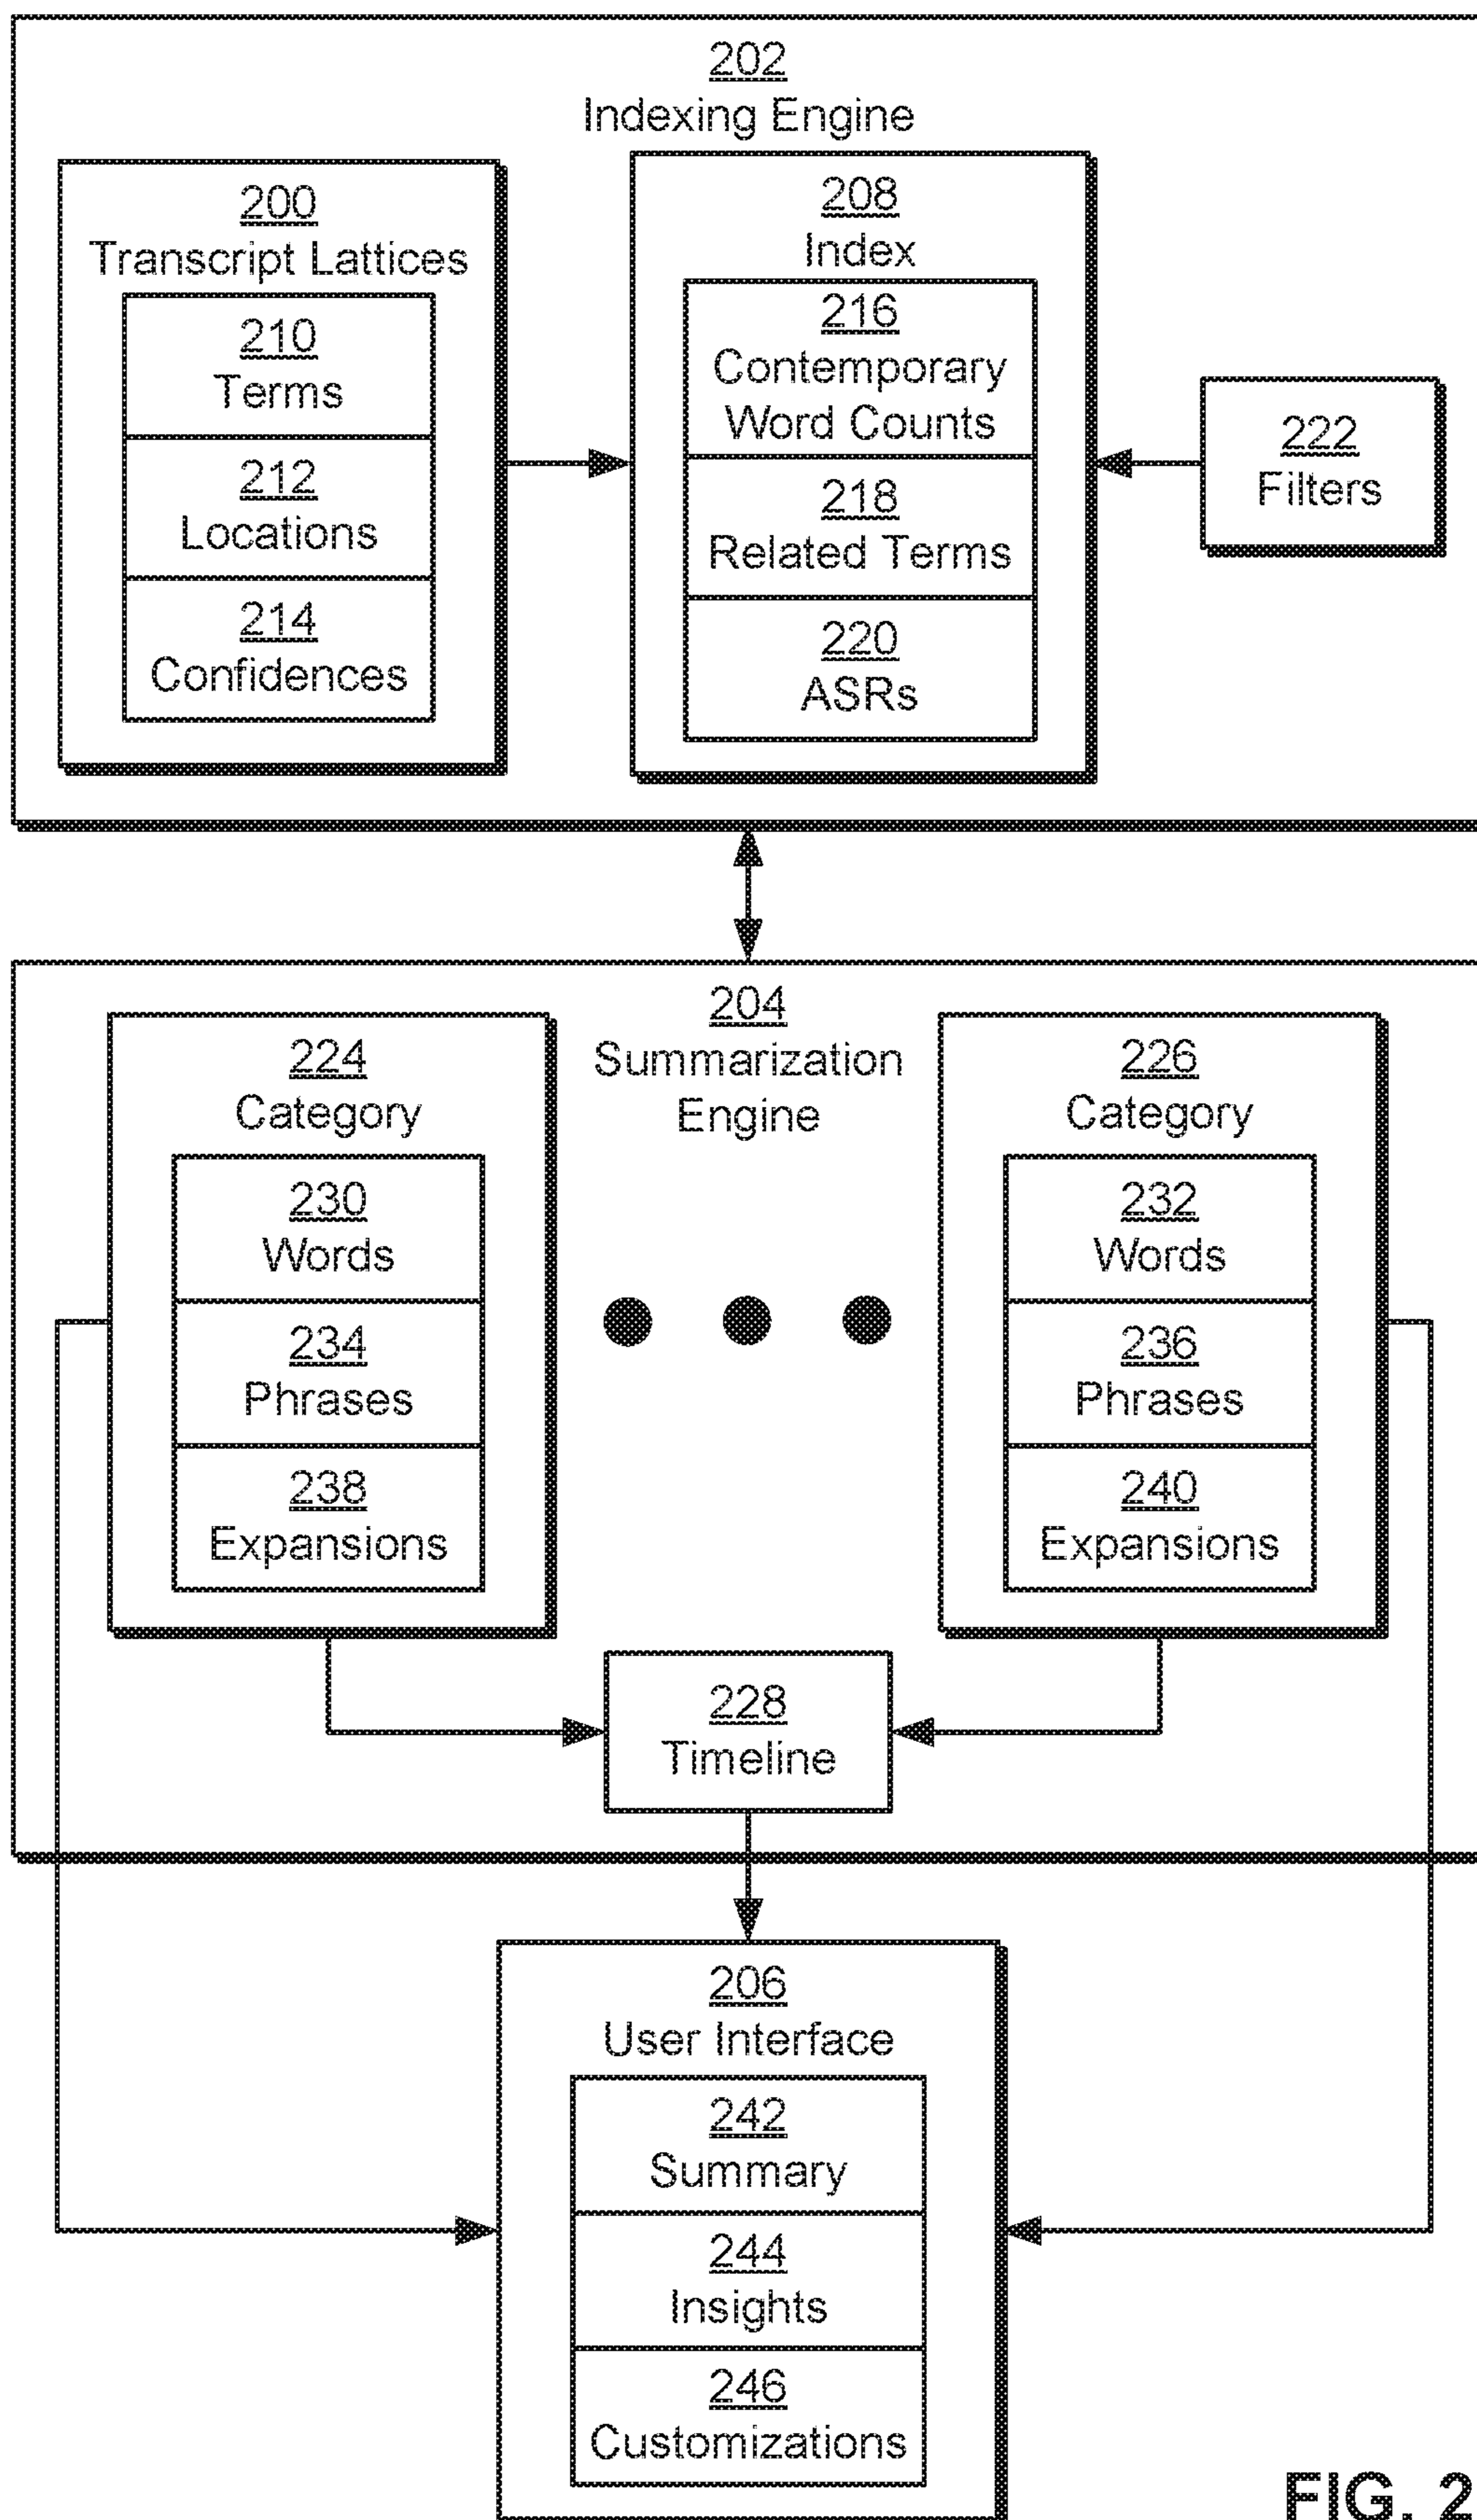 202
Indexing Engine
200
Transcript Lattices
210
Terms
212
Locations
214
Confidences
208
Index
216
Contemporary
Word Counts
218
Related Terms
220
ASRs
222
Filters
204
Summarization
Engine
224
Category
230
Words
234
Phrases
238
Expansions
226
Category
232
Words
236
Phrases
240
Expansions
228
Timeline
206
User Interface
242
Summary
244
Insights
246
Customizations
FIG. 2